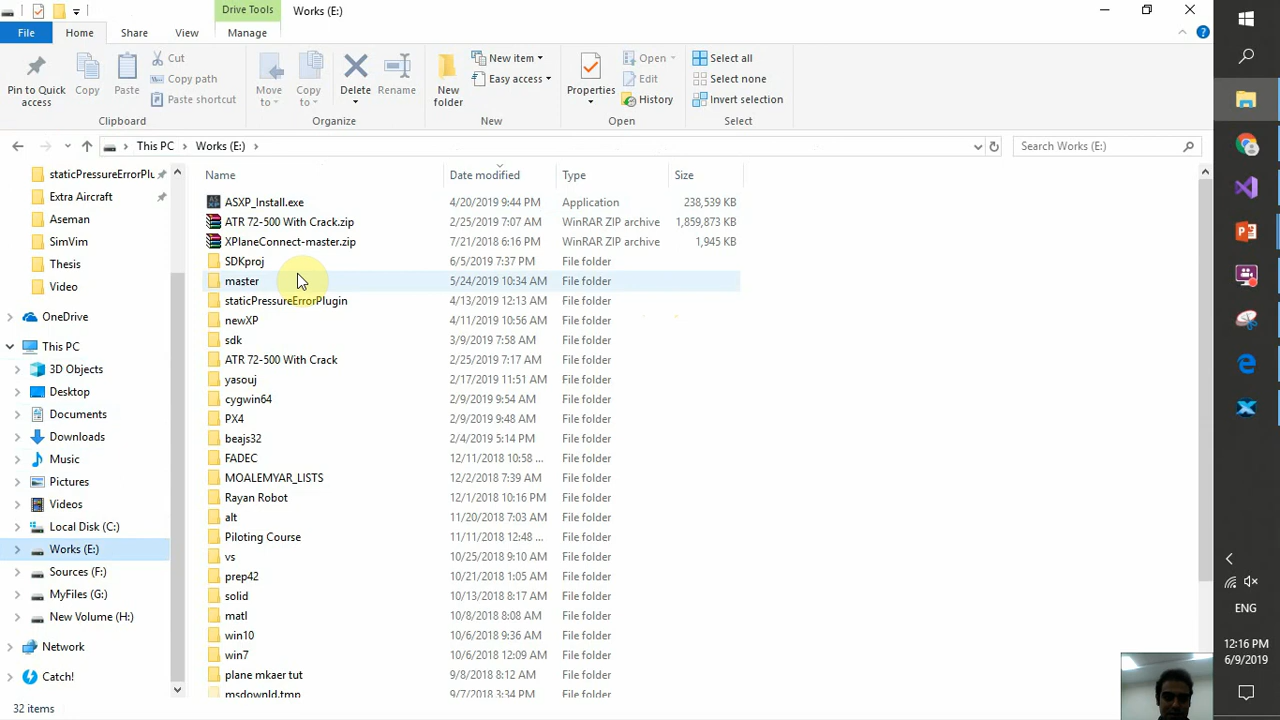 Drive Tools
Works (E:)
File
Home
Share
View
Manage
Pin to Quick access
Copy
Paste
Cut
Copy path
Paste shortcut
Clipboard
Move to
Copy to
Delete
Rename
Organize
New folder
New item
Easy access
New
Properties
Open
Edit
History
Open
Select all
Select none
Invert selection
Select
This PC
Works (E:)
Search Works (E:)
staticPressureErrorPlu
Extra Aircraft
Aseman
SimVim
Thesis
Video
OneDrive
This PC
3D Objects
Desktop
Documents
Downloads
Music
Pictures
Videos
Local Disk (C:)
Works (E:)
Sources (F:)
MyFiles (G:)
New Volume (H:)
Network
Catch!
Name Date modified Type Size
ASXP_Install.exe 4/20/2019 9:44 PM Application 238,539 KB
ATR 72-500 With Crack.zip 2/25/2019 7:07 AM WinRAR ZIP archive 1,859,873 KB
XPlaneConnect-master.zip 7/21/2018 6:16 PM WinRAR ZIP archive 1,945 KB
SDKproj 6/5/2019 7:37 PM File folder
master 5/24/2019 10:34 AM File folder
staticPressureErrorPlugin 4/13/2019 12:13 AM File folder
newXP 4/11/2019 10:56 AM File folder
sdk 3/9/2019 7:58 AM File folder
ATR 72-500 With Crack 2/25/2019 7:17 AM File folder
yasouj 2/17/2019 11:51 AM File folder
cygwin64 2/9/2019 9:54 AM File folder
PX4 2/9/2019 9:48 AM File folder
beajs32 2/4/2019 5:14 PM File folder
FADEC 12/11/2018 10:58 ... File folder
MOALEMYAR_LISTS 12/2/2018 7:39 AM File folder
Rayan Robot 12/1/2018 10:16 PM File folder
alt 11/20/2018 7:03 AM File folder
Piloting Course 11/11/2018 12:48 ... File folder
vs 10/25/2018 9:10 AM File folder
prep42 10/21/2018 1:05 AM File folder
solid 10/13/2018 8:17 AM File folder
matl 10/8/2018 8:08 AM File folder
win10 10/6/2018 9:36 AM File folder
win7 10/6/2018 12:09 AM File folder
plane mkaer tut 9/8/2018 8:12 AM File folder
msdownld.tmp 9/7/2018 3:34 PM File folder
32 items
ENG
12:16 PM
6/9/2019